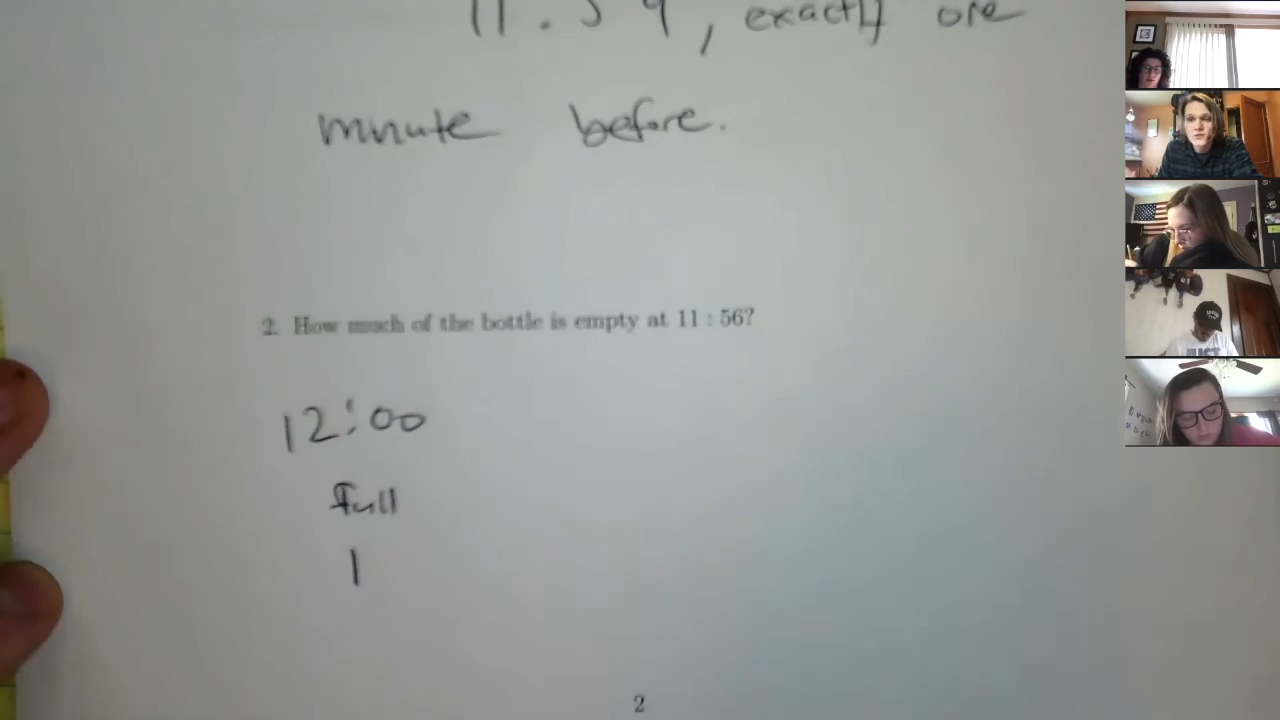 11:59, exactly one
minute before.
2. How much of the bottle is empty at 11 : 56?
12:00
full
1
2